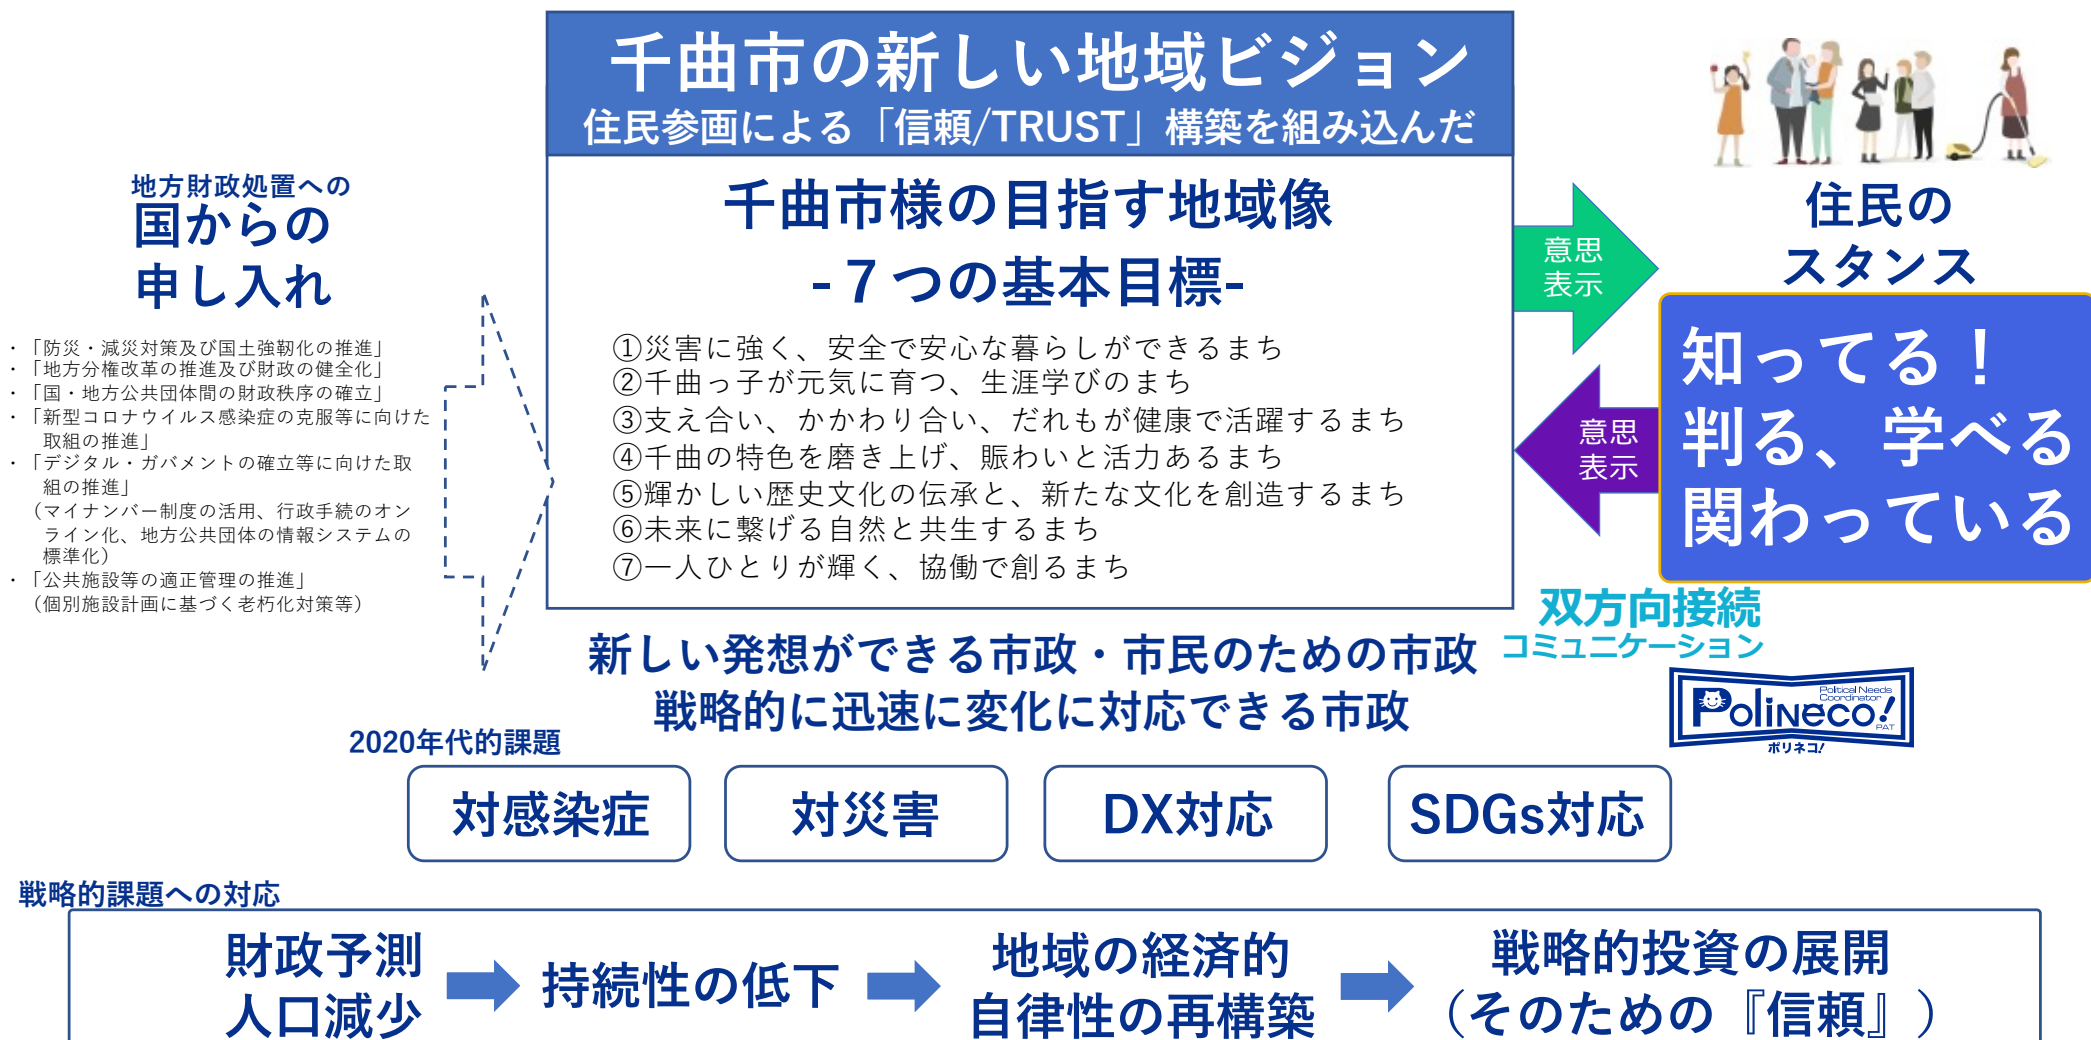 千曲市の新しい地域ビジョン
住民参画による「信頼/TRUST」構築を組み込んだ
地方財政処置への
国からの
申し入れ
・「防災・減災対策及び国土強靭化の推進」
・「地方分権改革の推進及び財政の健全化」
・「国・地方公共団体間の財政秩序の確立」
・「新型コロナウイルス感染症の克服等に向けた
取組の推進」
・「デジタル・ガバメントの確立等に向けた取
組の推進」
（マイナンバー制度の活用、行政手続のオン
ライン化、地方公共団体の情報システムの
標準化）
・「公共施設等の適正管理の推進」
（個別施設計画に基づく老朽化対策等）
千曲市様の目指す地域像
-７つの基本目標-
①災害に強く、安全で安心な暮らしができるまち
②千曲っ子が元気に育つ、生涯学びのまち
③支え合い、かかわり合い、だれもが健康で活躍するまち
④千曲の特色を磨き上げ、賑わいと活力あるまち
⑤輝かしい歴史文化の伝承と、新たな文化を創造するまち
⑥未来に繋げる自然と共生するまち
⑦一人ひとりが輝く、協働で創るまち
意思
表示
意思
表示
住民の
スタンス
知ってる！
判る、学べる
関わっている
双方向接続
コミュニケーション
Political Needs
Coordinator
PoliNeco!
PAT
ポリネコ!
新しい発想ができる市政・市民のための市政
戦略的に迅速に変化に対応できる市政
2020年代的課題
対感染症
対災害
DX対応
SDGs対応
戦略的課題への対応
財政予測
人口減少
持続性の低下
地域の経済的
自律性の再構築
戦略的投資の展開
（そのための『信頼』）